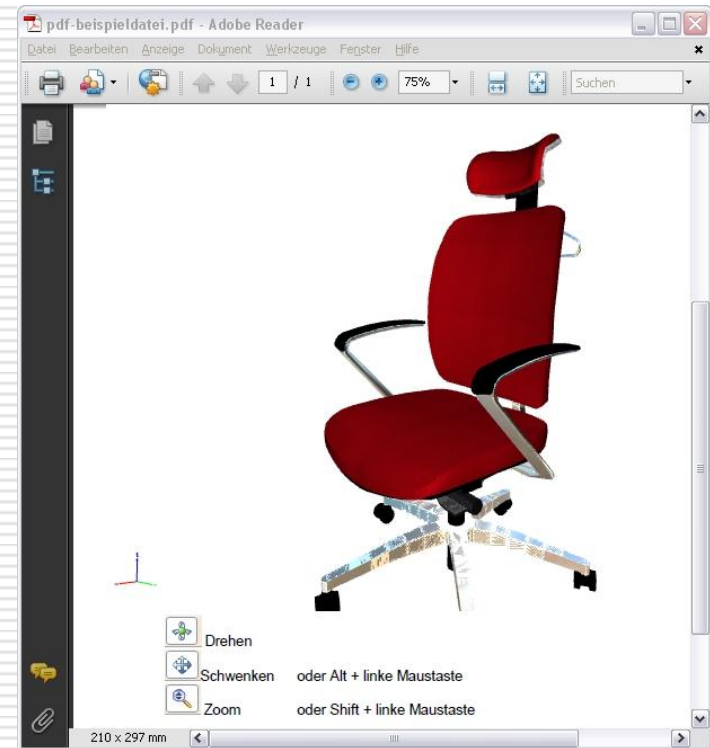 pdf-beispieldatei.pdf - Adobe Reader
Datei Bearbeiten Anzeige Dokument Werkzeuge Fenster Hilfe
1 / 1 75% Suchen
Drehen
Schwenken oder Alt + linke Maustaste
Zoom oder Shift + linke Maustaste
210 x 297 mm